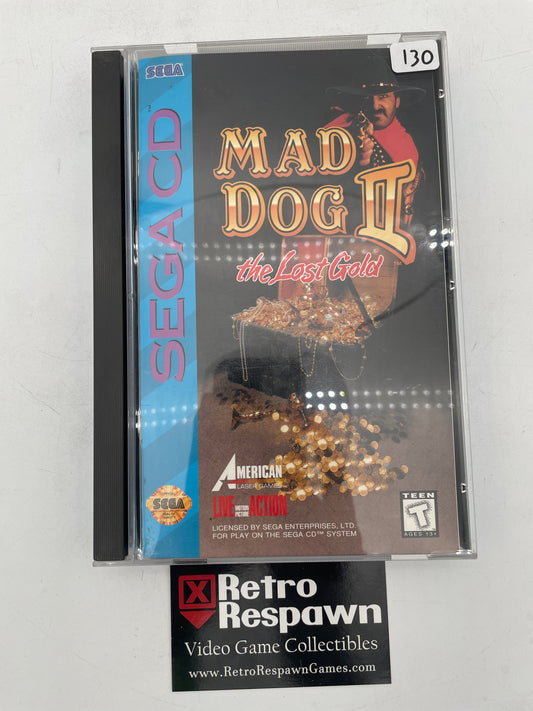 130
SEGA
SEGA CD
MAD
DOG II
the Lost Gold
AMERICAN
LASER GAMES
LIVE ACTION
SEGA
LICENSED BY SEGA ENTERPRISES, LTD.
FOR PLAY ON THE SEGA CD™ SYSTEM
TEEN
T
AGES 13+
X Retro
Respawn
Video Game Collectibles
www.RetroRespawnGames.com